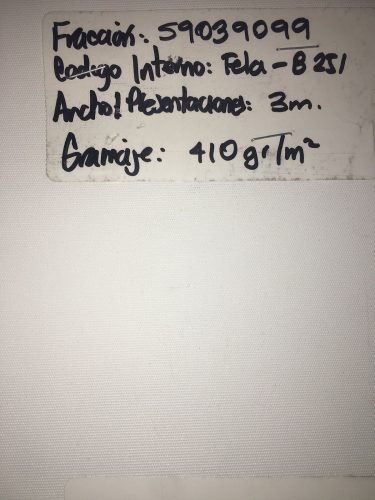 Fracción: 59039099
Codigo Interno: Tela - B 251
Ancho/Presentaciones: 3m.
Gramaje: 410 gr/m²